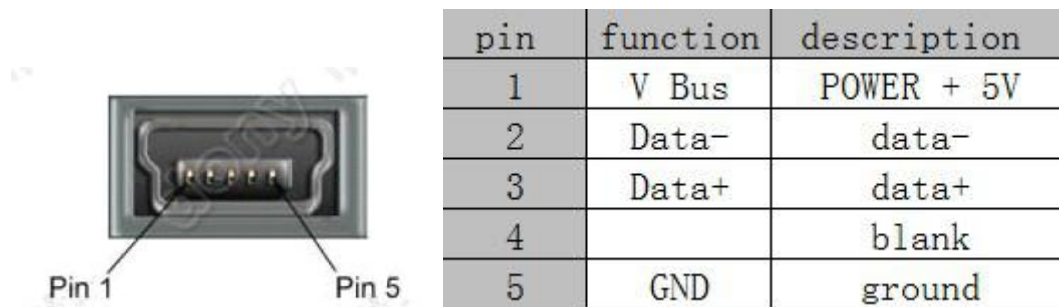 Pin 1
Pin 5
pin function description
1 V Bus POWER + 5V
2 Data- data-
3 Data+ data+
4 blank
5 GND ground